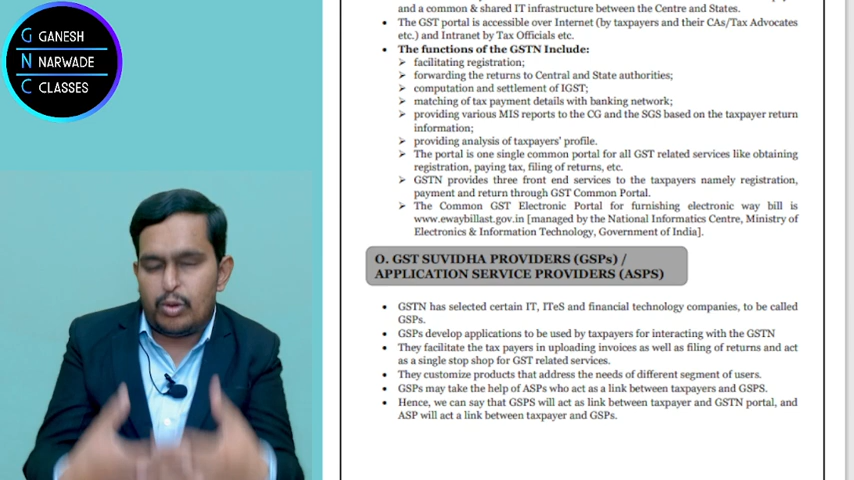 G GANESH
N NARWADE
C CLASSES
and a common & shared IT infrastructure between the Centre and States.
• The GST portal is accessible over Internet (by taxpayers and their CAs/Tax Advocates
etc.) and Intranet by Tax Officials etc.
• The functions of the GSTN Include:
➢ facilitating registration;
➢ forwarding the returns to Central and State authorities;
➢ computation and settlement of IGST;
➢ matching of tax payment details with banking network;
➢ providing various MIS reports to the CG and the SGS based on the taxpayer return
information;
➢ providing analysis of taxpayers' profile.
➢ The portal is one single common portal for all GST related services like obtaining
registration, paying tax, filing of returns, etc.
➢ GSTN provides three front end services to the taxpayers namely registration,
payment and return through GST Common Portal.
➢ The Common GST Electronic Portal for furnishing electronic way bill is
www.ewaybillast.gov.in [managed by the National Informatics Centre, Ministry of
Electronics & Information Technology, Government of India].
O. GST SUVIDHA PROVIDERS (GSPs) /
APPLICATION SERVICE PROVIDERS (ASPS)
• GSTN has selected certain IT, ITeS and financial technology companies, to be called
GSPs.
• GSPs develop applications to be used by taxpayers for interacting with the GSTN
• They facilitate the tax payers in uploading invoices as well as filing of returns and act
as a single stop shop for GST related services.
• They customize products that address the needs of different segment of users.
• GSPs may take the help of ASPs who act as a link between taxpayers and GSPS.
• Hence, we can say that GSPS will act as link between taxpayer and GSTN portal, and
ASP will act a link between taxpayer and GSPs.